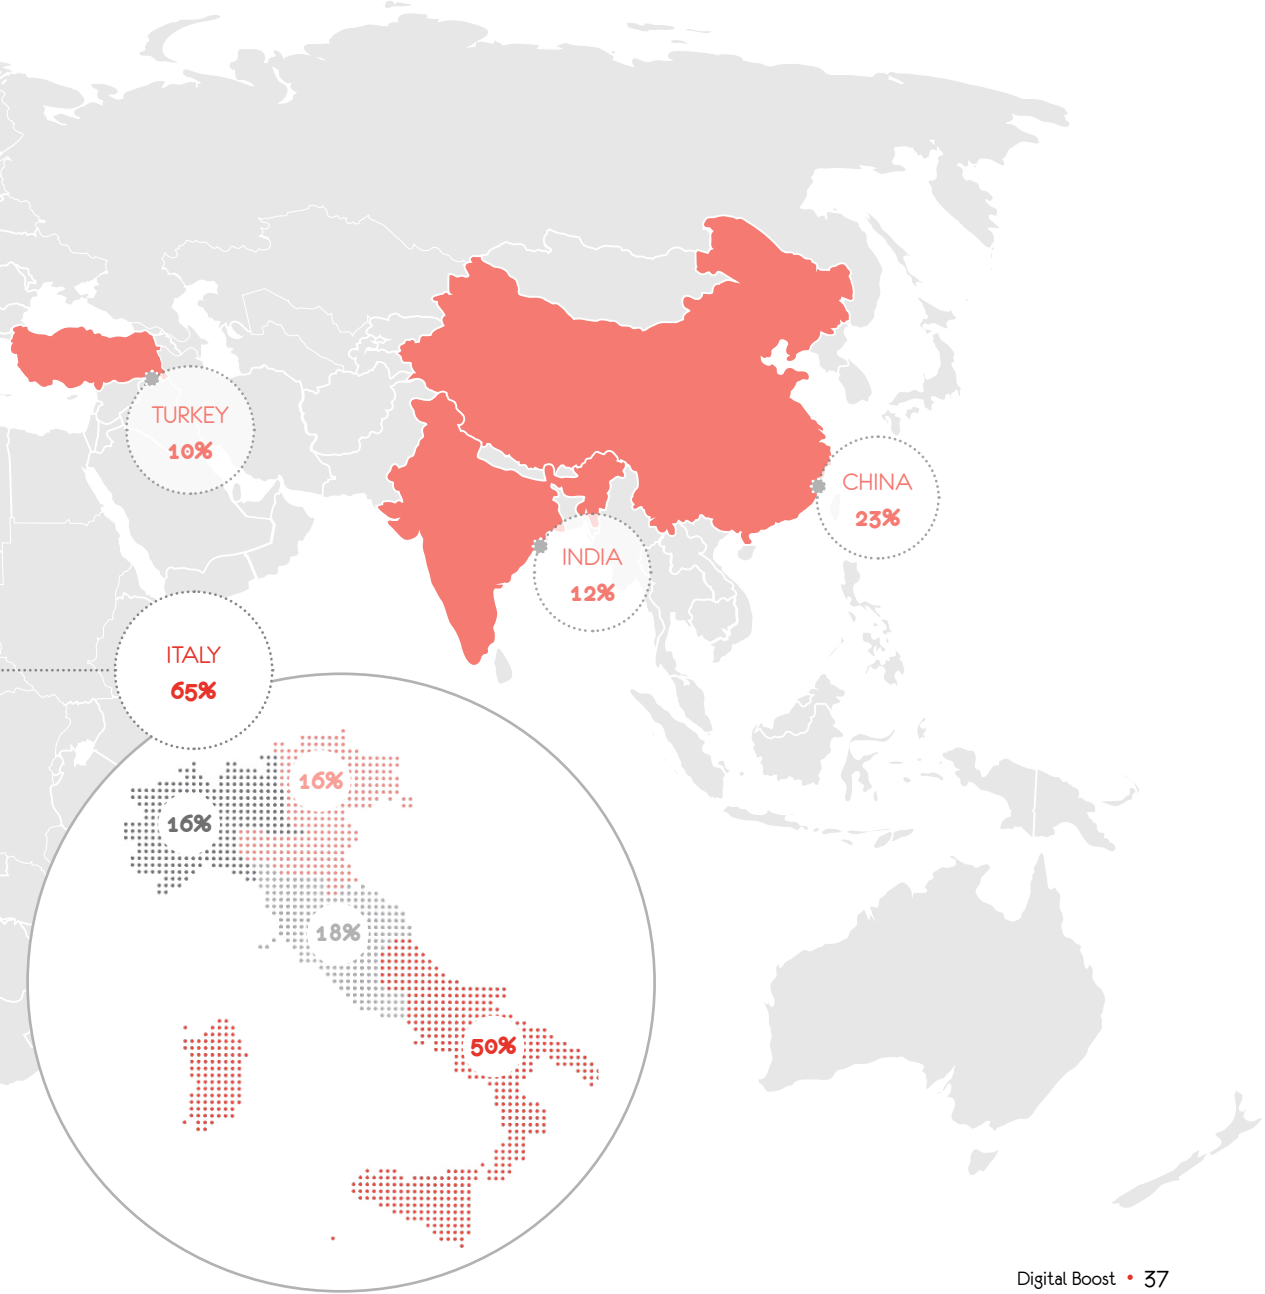 TURKEY
10%
CHINA
23%
INDIA
12%
ITALY
65%
16%
16%
18%
50%
Digital Boost • 37